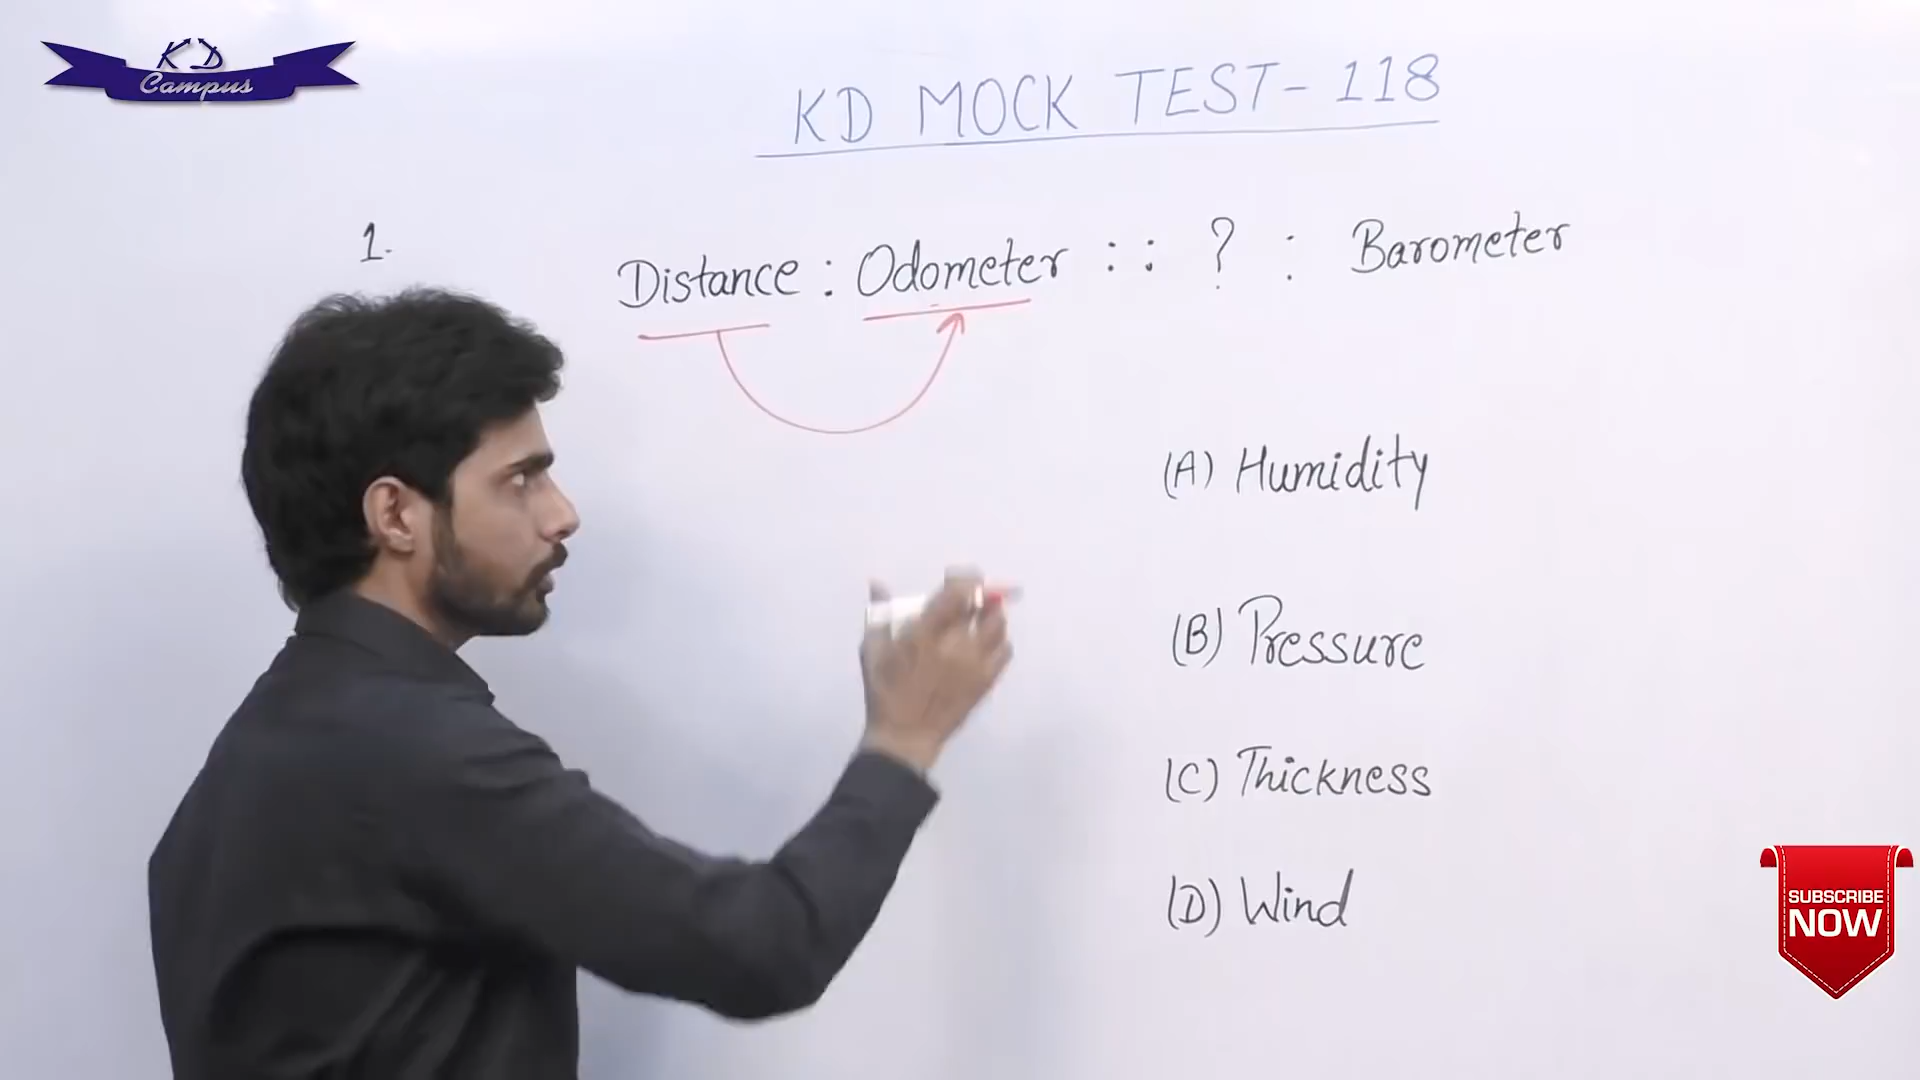 KD
Campus
KD MOCK TEST-118
1.
Distance : Odometer :: ? : Barometer
(A) Humidity
(B) Pressure
(C) Thickness
(D) Wind
SUBSCRIBE
NOW